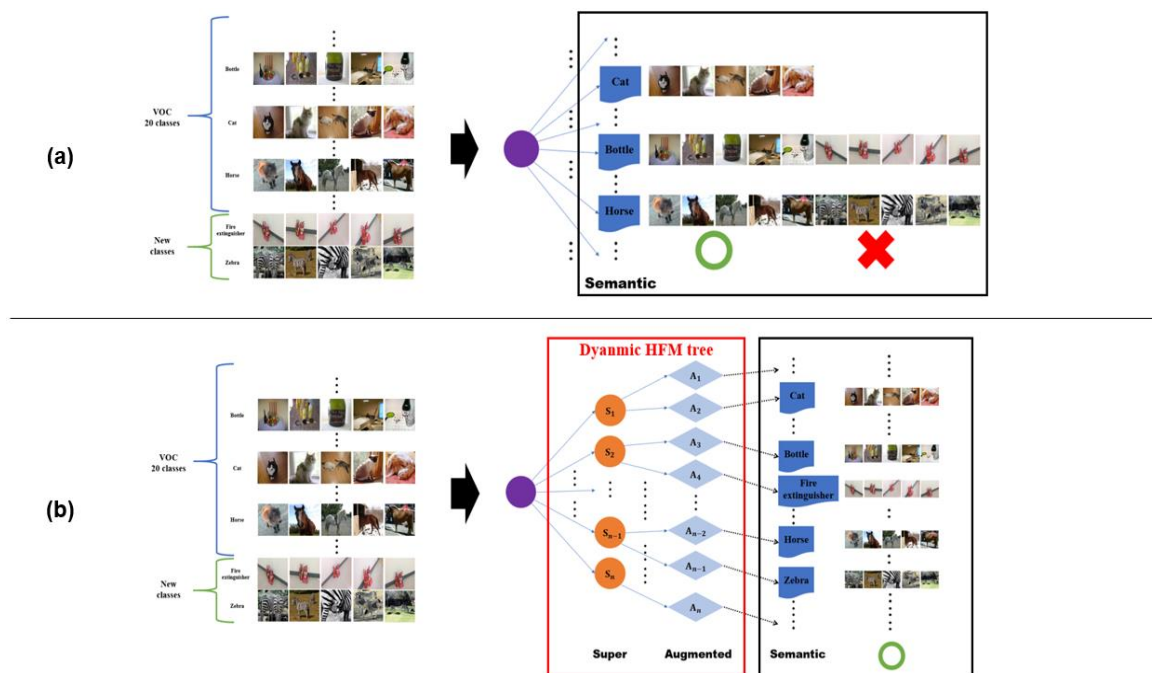 (a)
VOC
20 classes
New
classes
Bottle
Cat
Horse
Fire
extinguisher
Zebra
Cat
Bottle
Horse
Semantic
(b)
VOC
20 classes
New
classes
Bottle
Cat
Horse
Fire
extinguisher
Zebra
Dyanmic HFM tree
S₁
S₂
Sₙ₋₁
Sₙ
Super
A₁
A₂
A₃
A₄
Aₙ₋₂
Aₙ₋₁
Aₙ
Augmented
Cat
Bottle
Fire
extinguisher
Horse
Zebra
Semantic